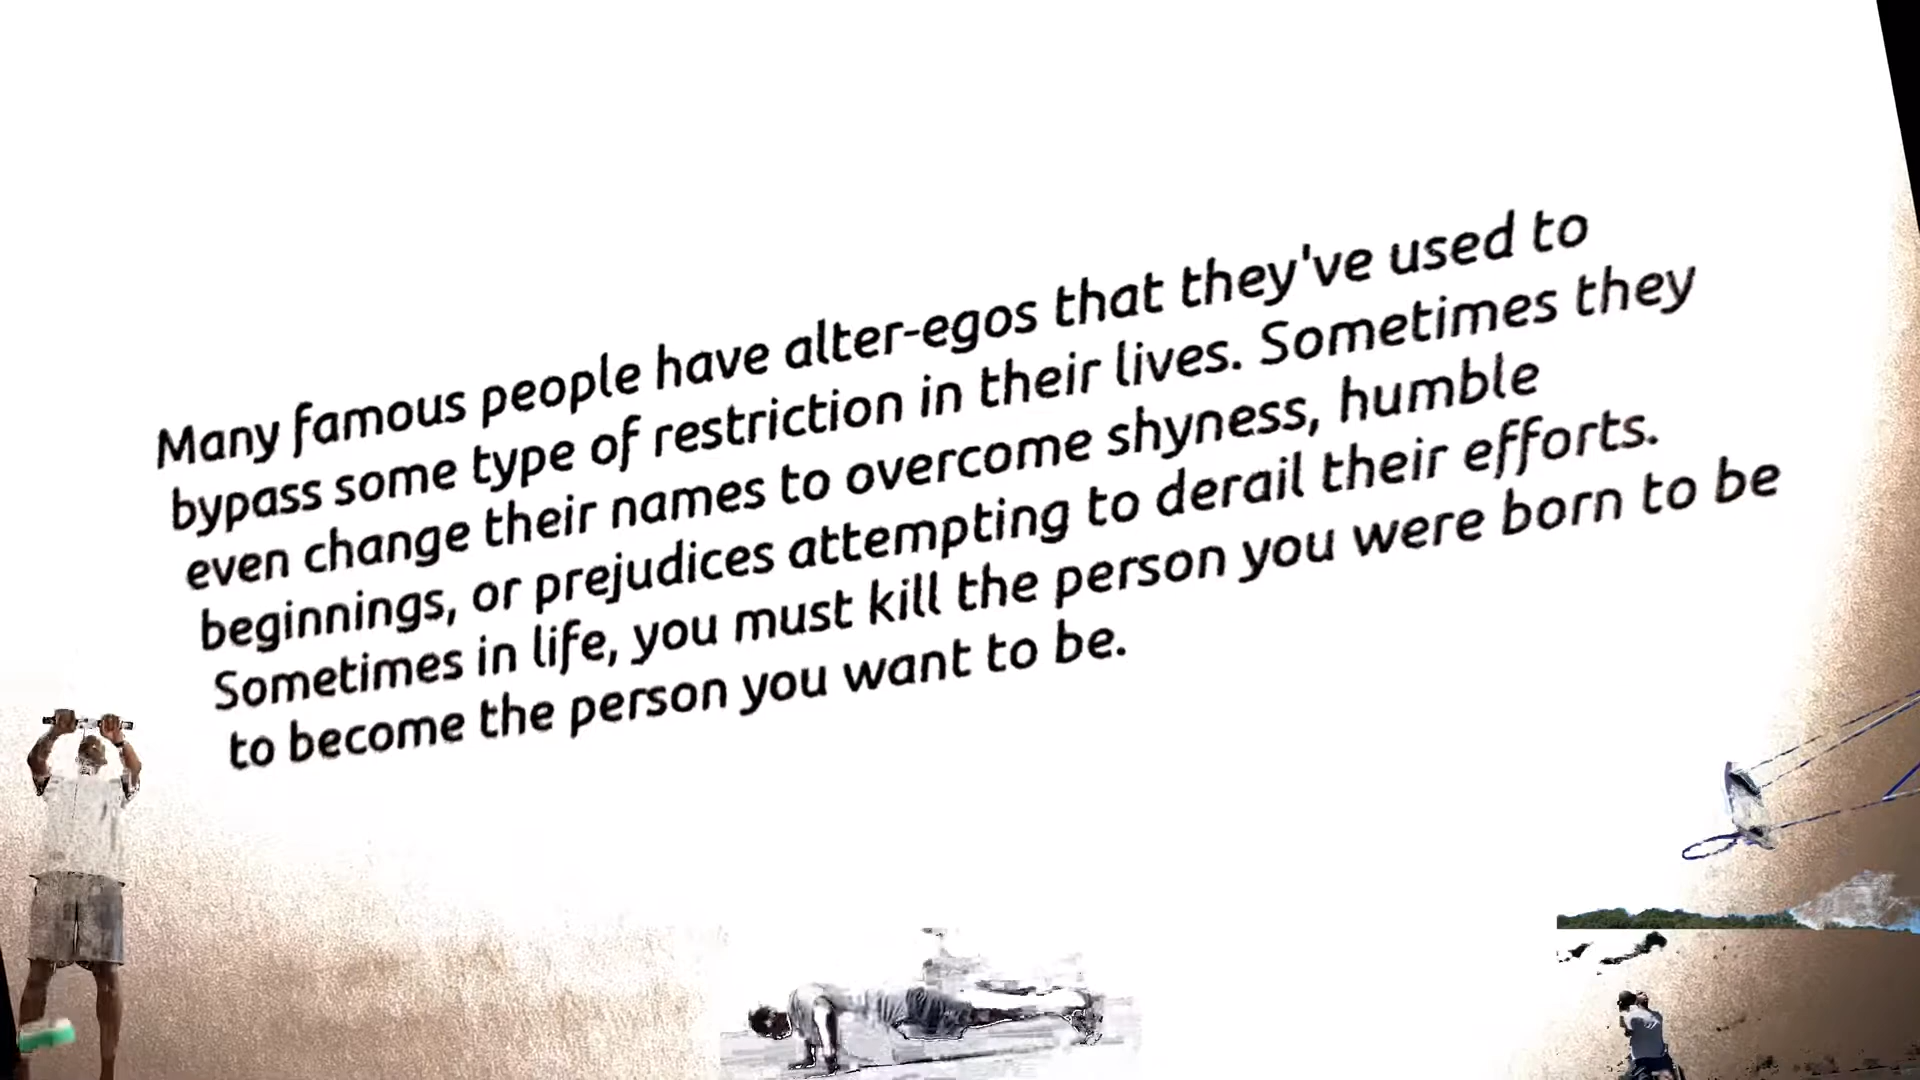 Many famous people have alter-egos that they've used to
bypass some type of restriction in their lives. Sometimes they
even change their names to overcome shyness, humble
beginnings, or prejudices attempting to derail their efforts.
Sometimes in life, you must kill the person you were born to be
to become the person you want to be.